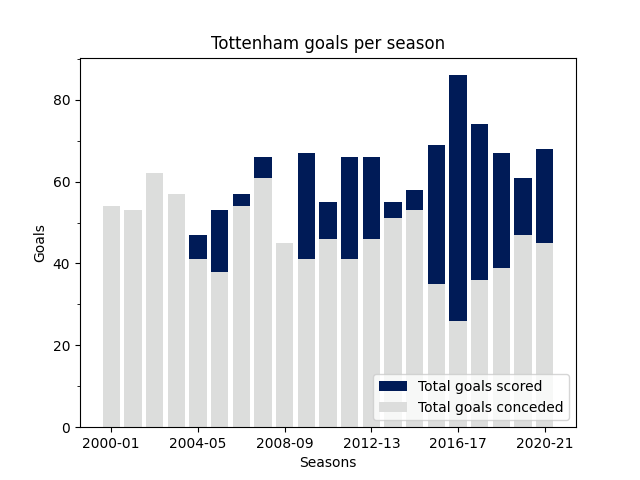 Tottenham goals per season
Goals
80
60
40
20
0
Total goals scored
Total goals conceded
2000-01 2004-05 2008-09 2012-13 2016-17 2020-21
Seasons